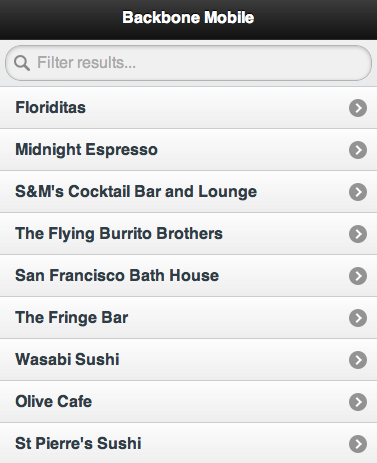 Backbone Mobile
Filter results...
Floriditas
Midnight Espresso
S&M's Cocktail Bar and Lounge
The Flying Burrito Brothers
San Francisco Bath House
The Fringe Bar
Wasabi Sushi
Olive Cafe
St Pierre's Sushi